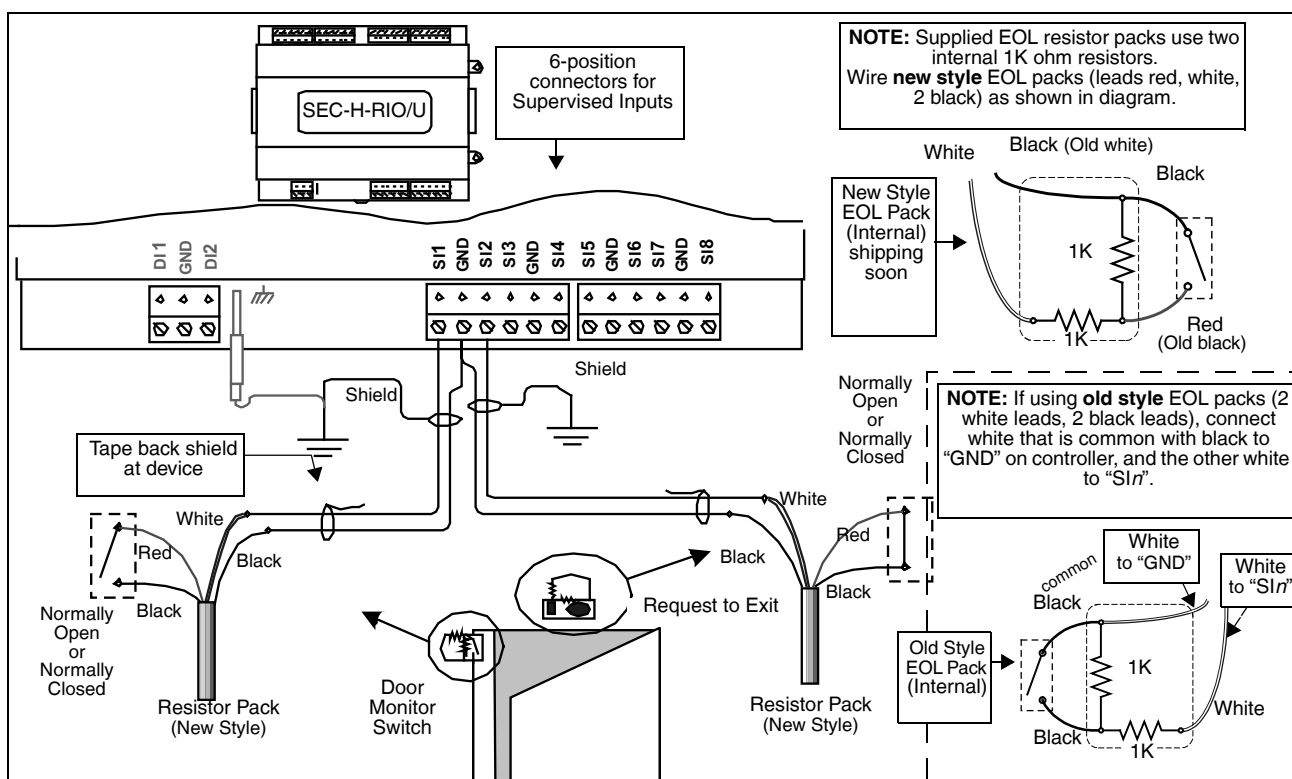 SEC-H-RIO/U
6-position
connectors for
Supervised Inputs
NOTE: Supplied EOL resistor packs use two
internal 1K ohm resistors.
Wire new style EOL packs (leads red, white,
2 black) as shown in diagram.
White
Black (Old white)
Black
New Style
EOL Pack
(Internal)
shipping
soon
1K
1K
Red
(Old black)
DI1
GND
DI2
SI1
GND
SI2
SI3
GND
SI4
SI5
GND
SI6
SI7
GND
SI8
Shield
Shield
Tape back shield
at device
White
Red
Black
Black
Normally
Open
or
Normally
Closed
Resistor Pack
(New Style)
Door
Monitor
Switch
Request to Exit
White
Red
Black
Black
Normally
Open
or
Normally
Closed
Resistor Pack
(New Style)
NOTE: If using old style EOL packs (2
white leads, 2 black leads), connect
white that is common with black to
“GND” on controller, and the other white
to “SIn”.
White
to “GND”
White
to “SIn”
common
Black
Old Style
EOL Pack
(Internal)
1K
White
Black
1K